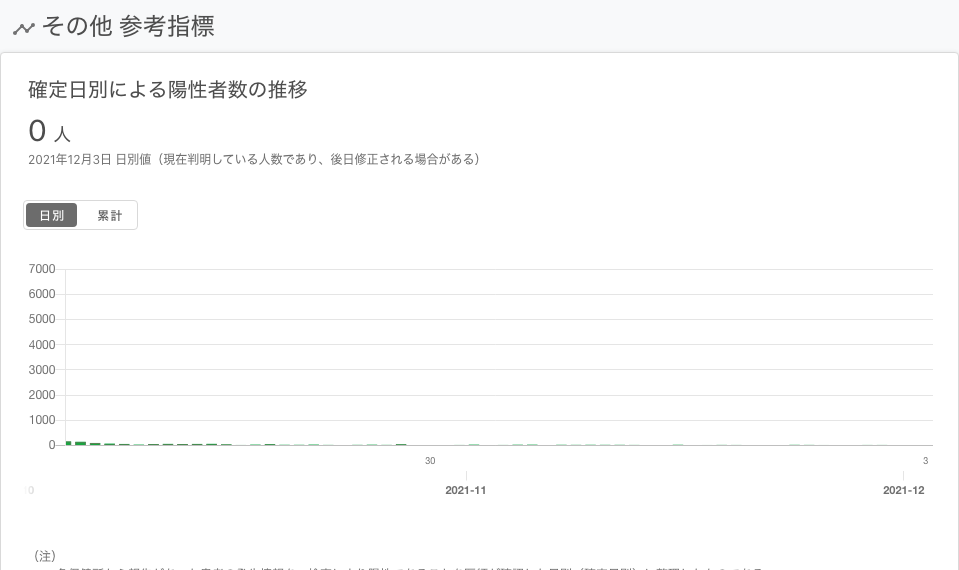 その他 参考指標
確定日別による陽性者数の推移
0 人
2021年12月3日 日別値（現在判明している人数であり、後日修正される場合がある）
日別 累計
7000
6000
5000
4000
3000
2000
1000
0
30 3
0 2021-11 2021-12
（注）